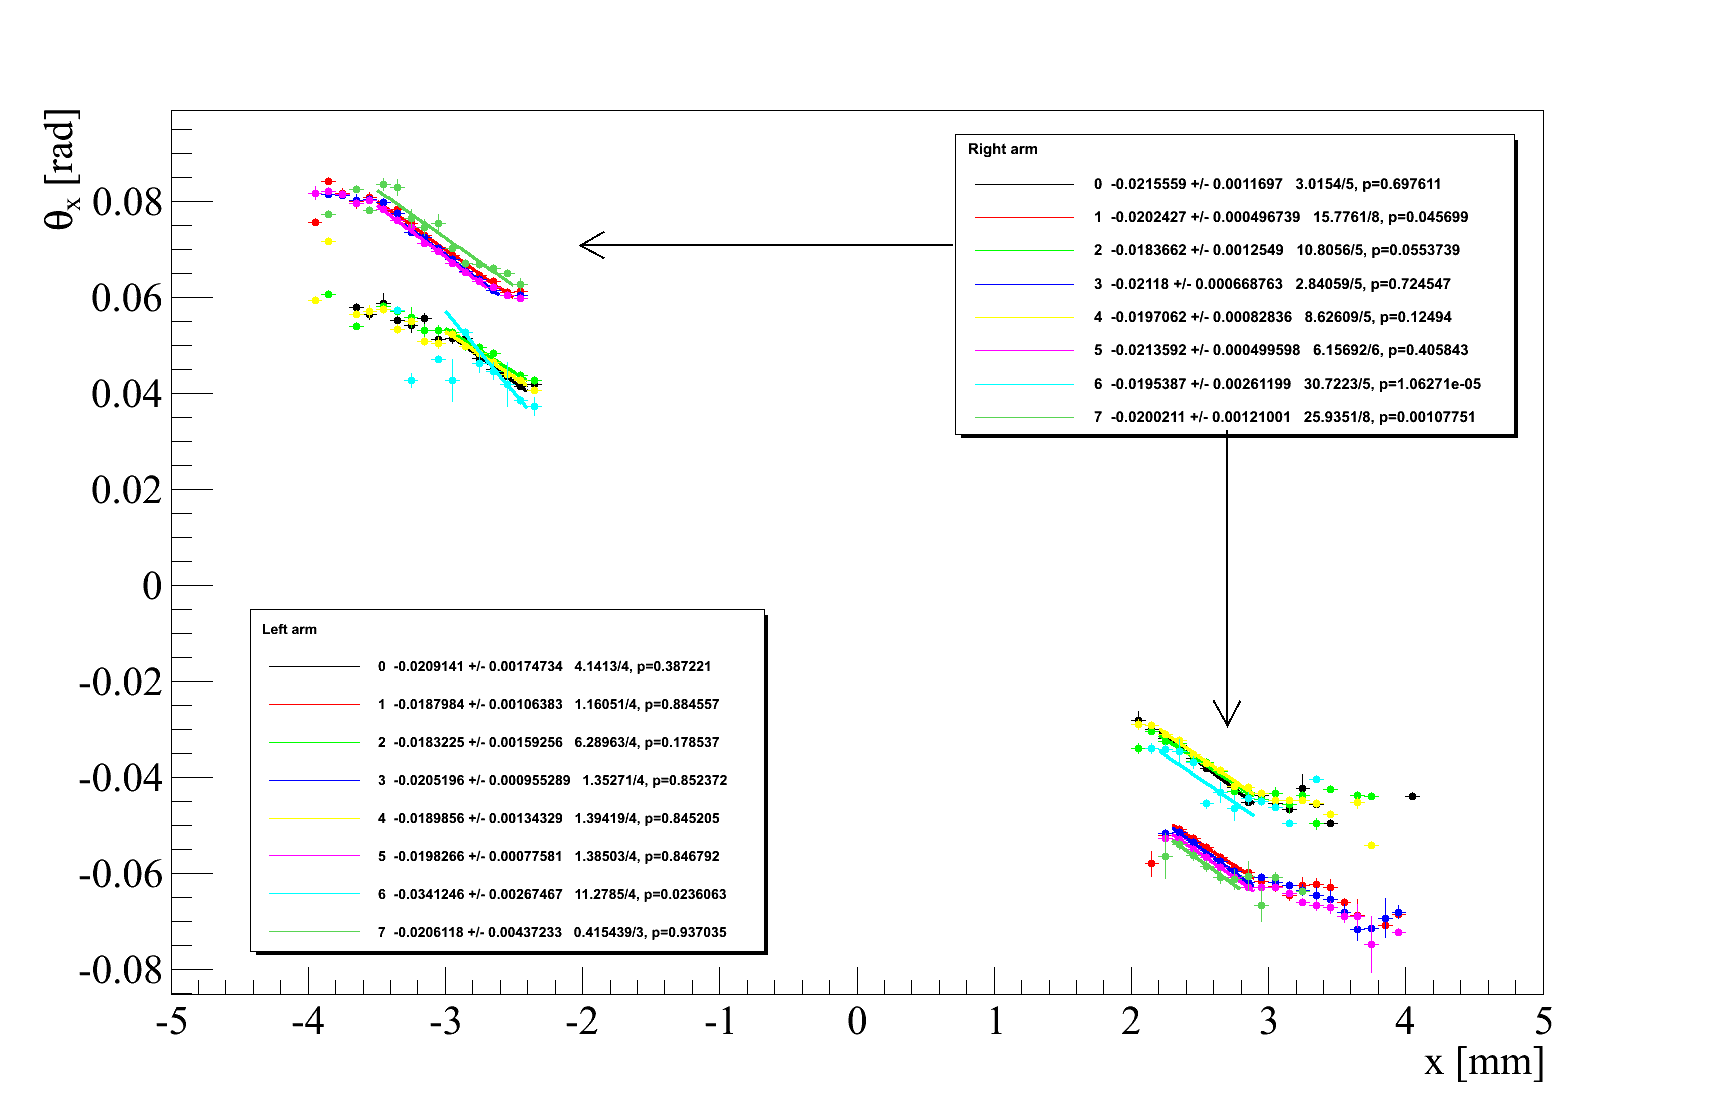 θx [rad]
0.08
0.06
0.04
0.02
0
-0.02
-0.04
-0.06
-0.08
Right arm
0 -0.0215559 +/- 0.0011697 3.0154/5, p=0.697611
1 -0.0202427 +/- 0.000496739 15.7761/8, p=0.045699
2 -0.0183662 +/- 0.0012549 10.8056/5, p=0.0553739
3 -0.02118 +/- 0.000668763 2.84059/5, p=0.724547
4 -0.0197062 +/- 0.00082836 8.62609/5, p=0.12494
5 -0.0213592 +/- 0.000499598 6.15692/6, p=0.405843
6 -0.0195387 +/- 0.00261199 30.7223/5, p=1.06271e-05
7 -0.0200211 +/- 0.00121001 25.9351/8, p=0.00107751
Left arm
0 -0.0209141 +/- 0.00174734 4.1413/4, p=0.387221
1 -0.0187984 +/- 0.00106383 1.16051/4, p=0.884557
2 -0.0183225 +/- 0.00159256 6.28963/4, p=0.178537
3 -0.0205196 +/- 0.000955289 1.35271/4, p=0.852372
4 -0.0189856 +/- 0.00134329 1.39419/4, p=0.845205
5 -0.0198266 +/- 0.00077581 1.38503/4, p=0.846792
6 -0.0341246 +/- 0.00267467 11.2785/4, p=0.0236063
7 -0.0206118 +/- 0.00437233 0.415439/3, p=0.937035
-5 -4 -3 -2 -1 0 1 2 3 4 5
x [mm]